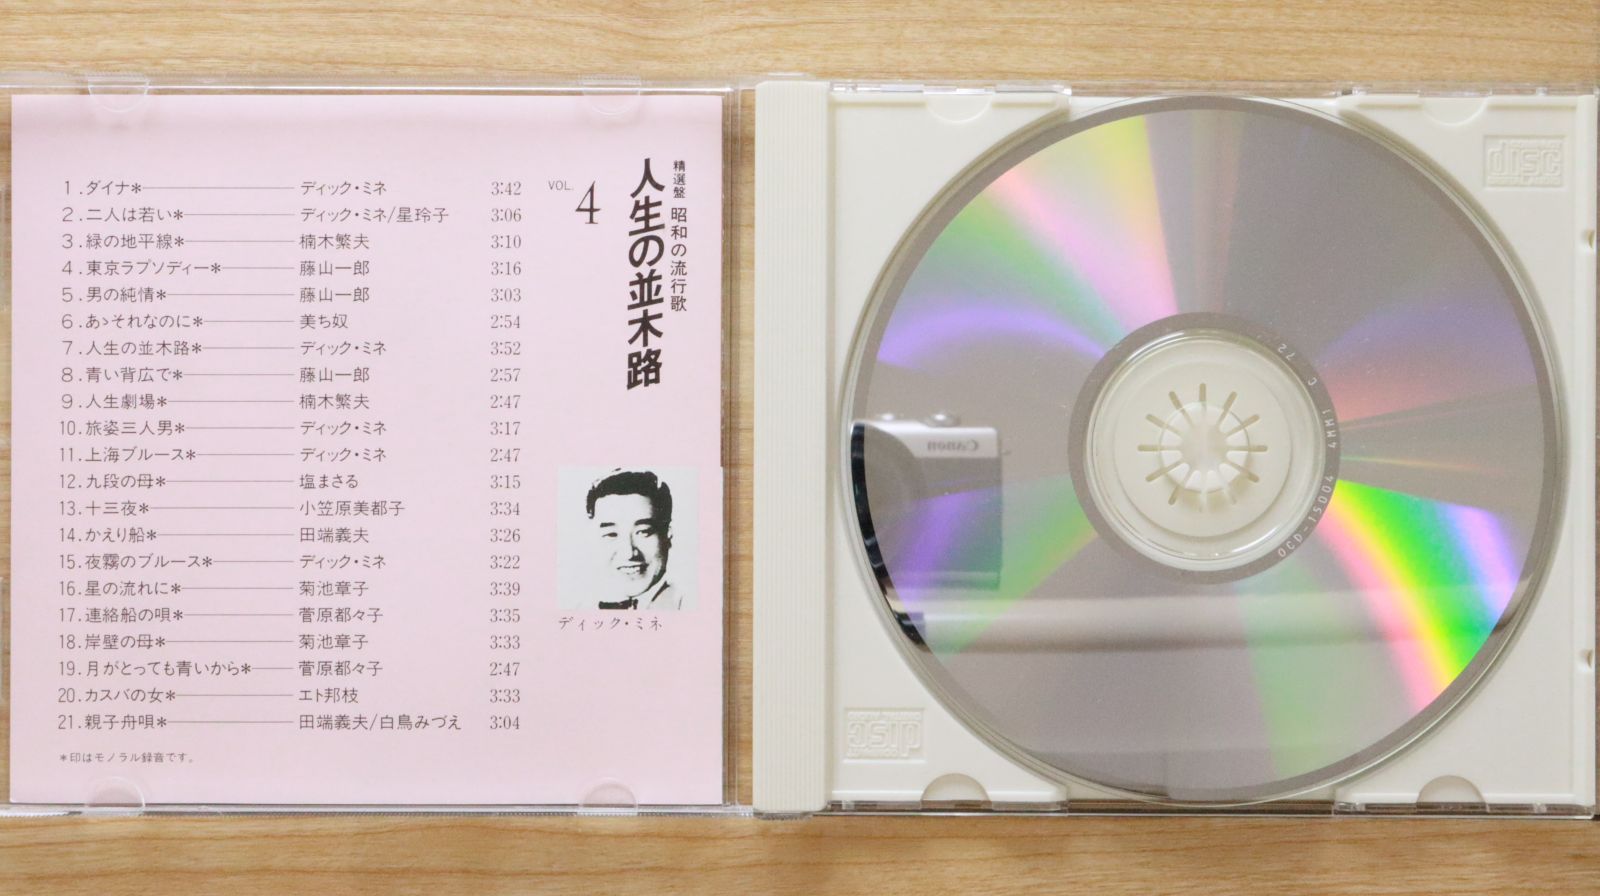 精選盤 昭和の流行歌
人生の並木路
VOL.
4
1.ダイナ* ディック・ミネ 3:42
2.二人は若い* ディック・ミネ/星玲子 3:06
3.緑の地平線* 楠木繁夫 3:10
4.東京ラプソディー* 藤山一郎 3:16
5.男の純情* 藤山一郎 3:03
6.あゝそれなのに* 美ち奴 2:54
7.人生の並木路* ディック・ミネ 3:52
8.青い背広で* 藤山一郎 2:57
9.人生劇場* 楠木繁夫 2:47
10.旅姿三人男* ディック・ミネ 3:17
11.上海ブルース* ディック・ミネ 2:47
12.九段の母* 塩まさる 3:15
13.十三夜* 小笠原美都子 3:34
14.かえり船* 田端義夫 3:26
15.夜霧のブルース* ディック・ミネ 3:22
16.星の流れに* 菊池章子 3:39
17.連絡船の唄* 菅原都々子 3:35
18.岸壁の母* 菊池章子 3:33
19.月がとっても青いから* 菅原都々子 2:47
20.カスバの女* エト邦枝 3:33
21.親子舟唄* 田端義夫/白鳥みづえ 3:04
*印はモノラル録音です。
ディック・ミネ
OCD-15004 4MM1 C 72
Canon
COMPACT
disc
DIGITAL AUDIO
COMPACT
disc
DIGITAL AUDIO